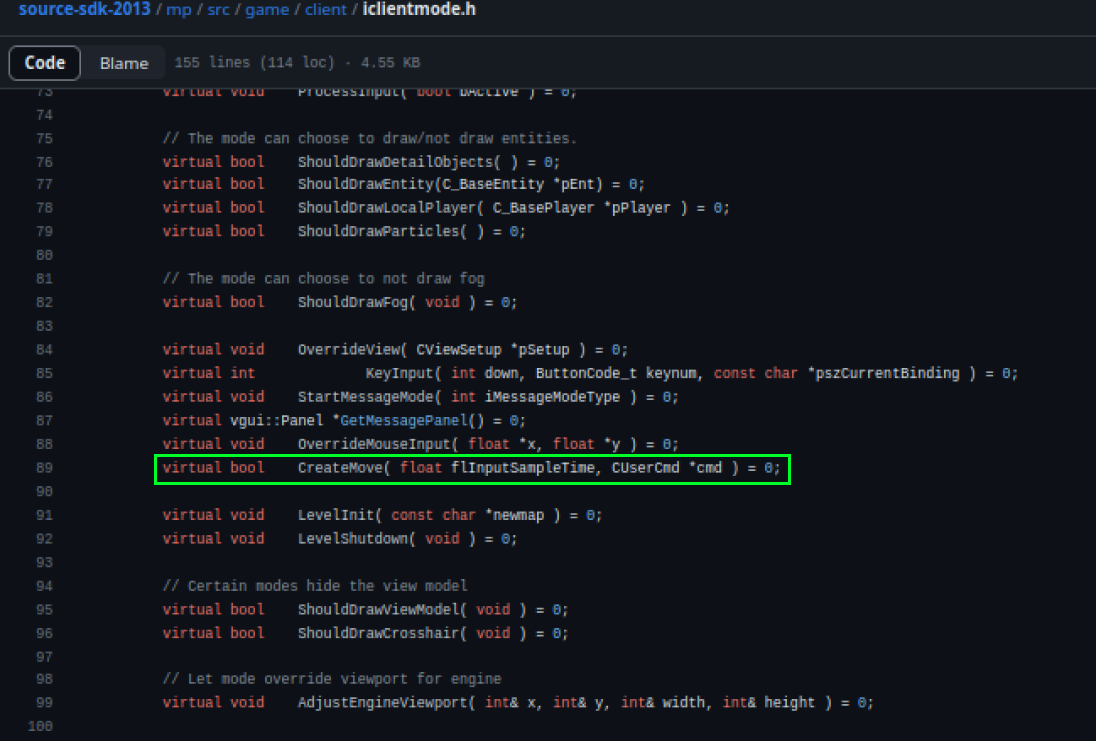 source-sdk-2013 / mp / src / game / client / iclientmode.h
Code Blame 155 lines (114 loc) · 4.55 KB
73 virtual void ProcessInput( bool bActive ) = 0;
74
75 // The mode can choose to draw/not draw entities.
76 virtual bool ShouldDrawDetailObjects( ) = 0;
77 virtual bool ShouldDrawEntity(C_BaseEntity *pEnt) = 0;
78 virtual bool ShouldDrawLocalPlayer( C_BasePlayer *pPlayer ) = 0;
79 virtual bool ShouldDrawParticles( ) = 0;
80
81 // The mode can choose to not draw fog
82 virtual bool ShouldDrawFog( void ) = 0;
83
84 virtual void OverrideView( CViewSetup *pSetup ) = 0;
85 virtual int KeyInput( int down, ButtonCode_t keynum, const char *pszCurrentBinding ) = 0;
86 virtual void StartMessageMode( int iMessageModeType ) = 0;
87 virtual vgui::Panel *GetMessagePanel() = 0;
88 virtual void OverrideMouseInput( float *x, float *y ) = 0;
89 virtual bool CreateMove( float flInputSampleTime, CUserCmd *cmd ) = 0;
90
91 virtual void LevelInit( const char *newmap ) = 0;
92 virtual void LevelShutdown( void ) = 0;
93
94 // Certain modes hide the view model
95 virtual bool ShouldDrawViewModel( void ) = 0;
96 virtual bool ShouldDrawCrosshair( void ) = 0;
97
98 // Let mode override viewport for engine
99 virtual void AdjustEngineViewport( int& x, int& y, int& width, int& height ) = 0;
100